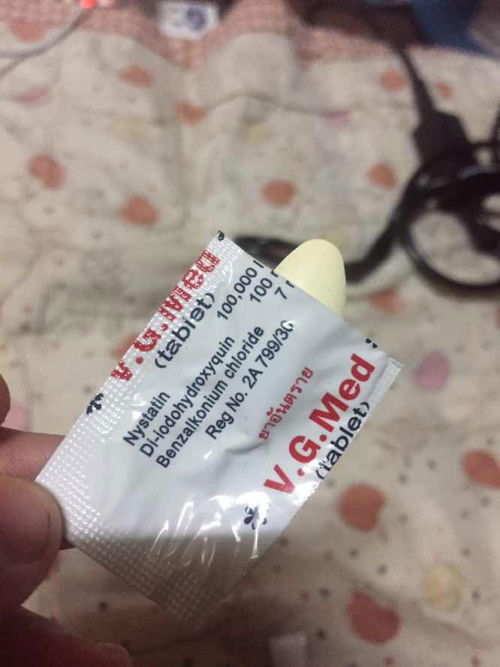 V.G.Med
(tablet)
Nystatin 100,000
Di-iodohydroxyquin 100
Benzalkonium chloride 7
Reg No. 2A 799/30
ยาอันตราย
V.G.Med
(tablet)